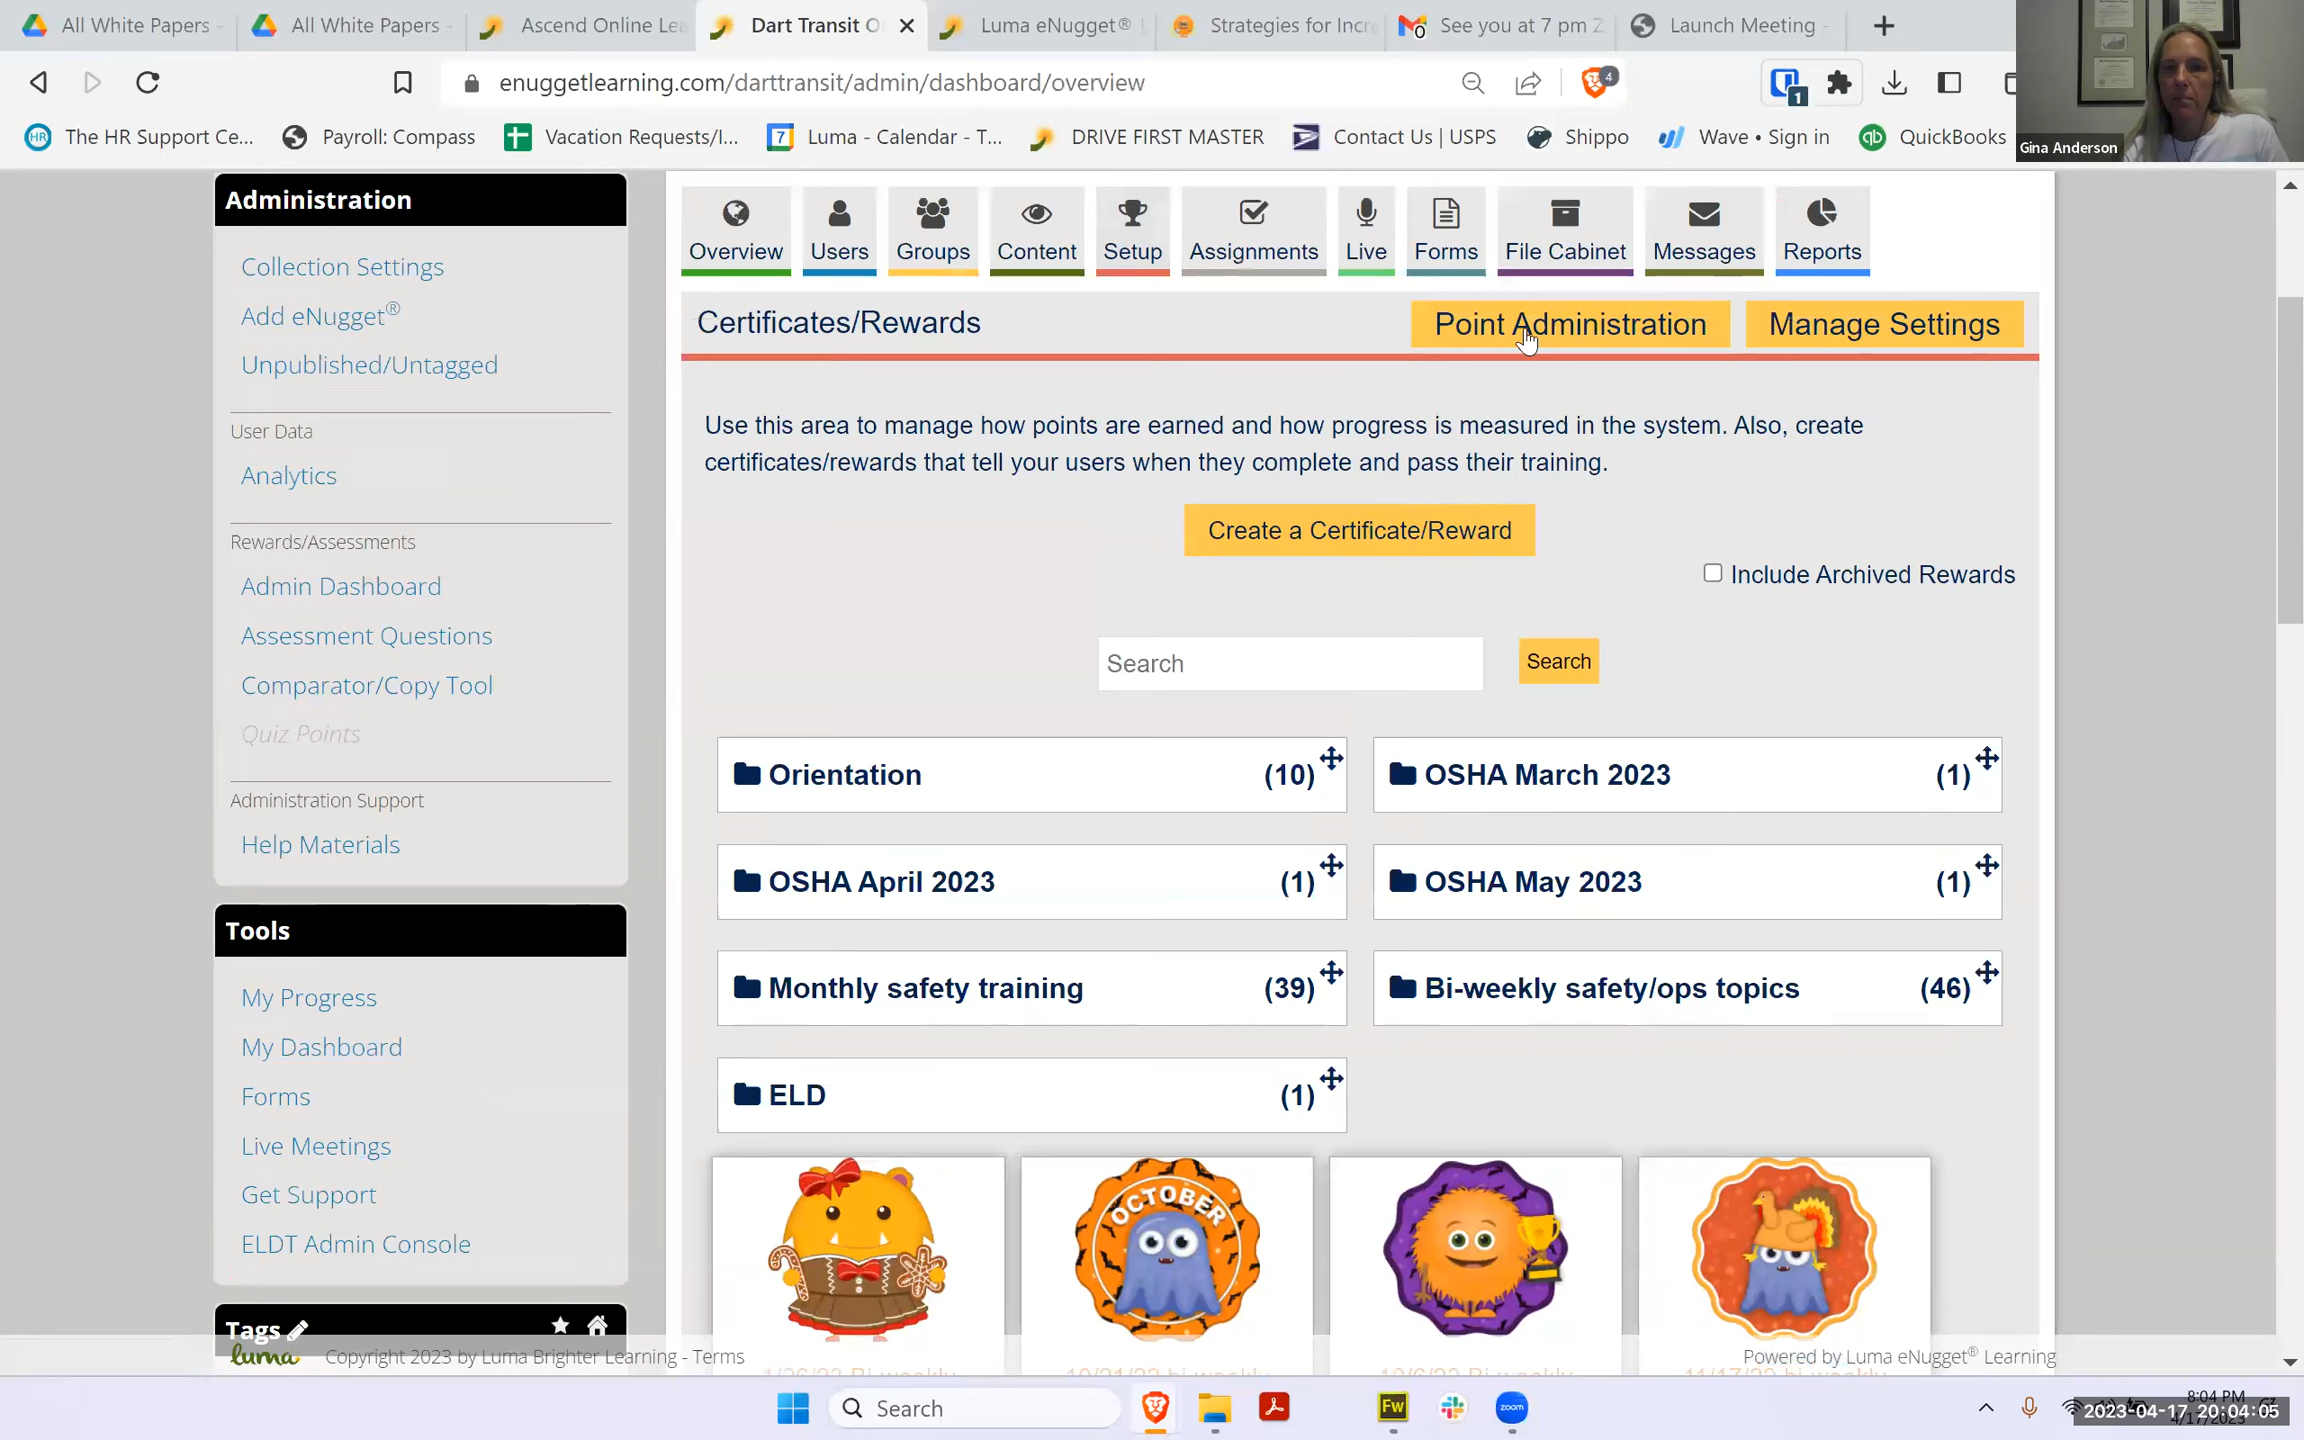 All White Papers -
All White Papers -
Ascend Online Lea
Dart Transit O
Luma eNugget®
Strategies for Incr
See you at 7 pm Z
Launch Meeting -
enuggetlearning.com/darttransit/admin/dashboard/overview
4
1
The HR Support Ce...
Payroll: Compass
Vacation Requests/I...
7
Luma - Calendar - T...
DRIVE FIRST MASTER
Contact Us | USPS
Shippo
Wave • Sign in
QuickBooks
Gina Anderson
Administration
Collection Settings
Add eNugget®
Unpublished/Untagged
User Data
Analytics
Rewards/Assessments
Admin Dashboard
Assessment Questions
Comparator/Copy Tool
Quiz Points
Administration Support
Help Materials
Tools
My Progress
My Dashboard
Forms
Live Meetings
Get Support
ELDT Admin Console
Tags
Overview
Users
Groups
Content
Setup
Assignments
Live
Forms
File Cabinet
Messages
Reports
Certificates/Rewards
Point Administration
Manage Settings
Use this area to manage how points are earned and how progress is measured in the system. Also, create
certificates/rewards that tell your users when they complete and pass their training.
Create a Certificate/Reward
Include Archived Rewards
Search
Search
Orientation (10)
OSHA March 2023 (1)
OSHA April 2023 (1)
OSHA May 2023 (1)
Monthly safety training (39)
Bi-weekly safety/ops topics (46)
ELD (1)
OCTOBER
luma
Copyright 2023 by Luma Brighter Learning - Terms
Powered by Luma eNugget® Learning
Search
Fw
zoom
8:04 PM
2023-04-17, 20:04:05